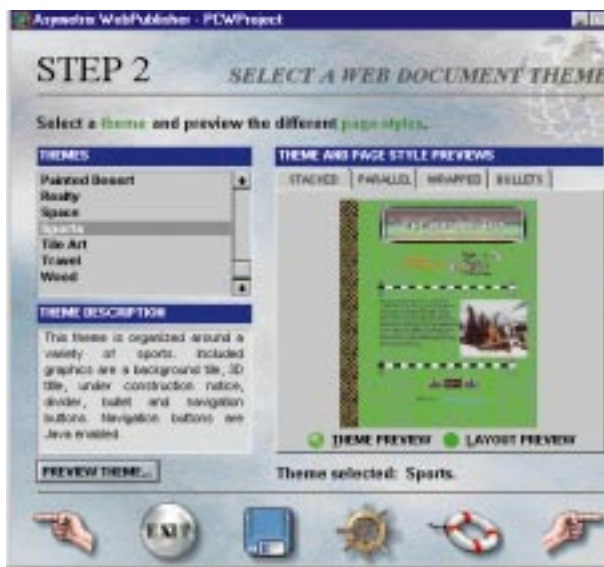 Asymetrix WebPublisher - PCWProject
STEP 2
SELECT A WEB DOCUMENT THEME
Select a theme and preview the different page styles.
THEMES
Painted Desert
Realty
Space
Sports
Tile Art
Travel
Wood
THEME DESCRIPTION
This theme is organized around a
variety of sports. Included
graphics are a background tile, 3D
title, under construction notice,
divider, bullet and navigation
buttons. Navigation buttons are
Java enabled.
PREVIEW THEME...
THEME AND PAGE STYLE PREVIEWS
STACKED PARALLEL WRAPPED BULLETS
THEME PREVIEW LAYOUT PREVIEW
Theme selected: Sports.
EXIT